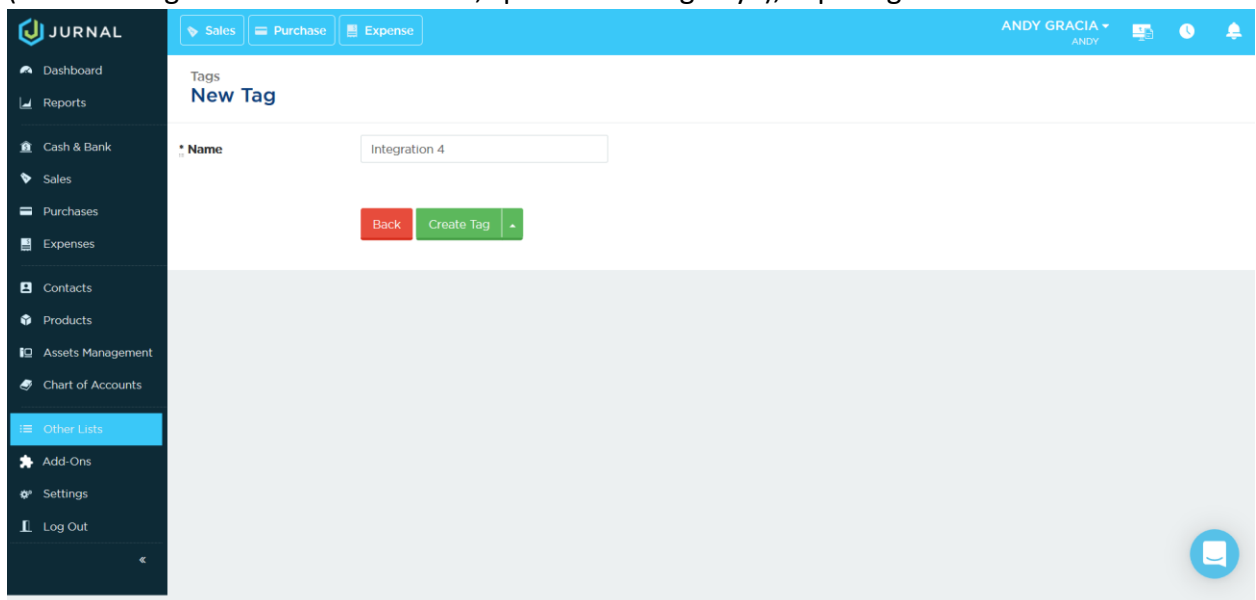 JURNAL
Sales
Purchase
Expense
ANDY GRACIA
ANDY
Dashboard
Reports
Cash & Bank
Sales
Purchases
Expenses
Contacts
Products
Assets Management
Chart of Accounts
Other Lists
Add-Ons
Settings
Log Out
«
Tags
New Tag
* Name
Integration 4
Back
Create Tag